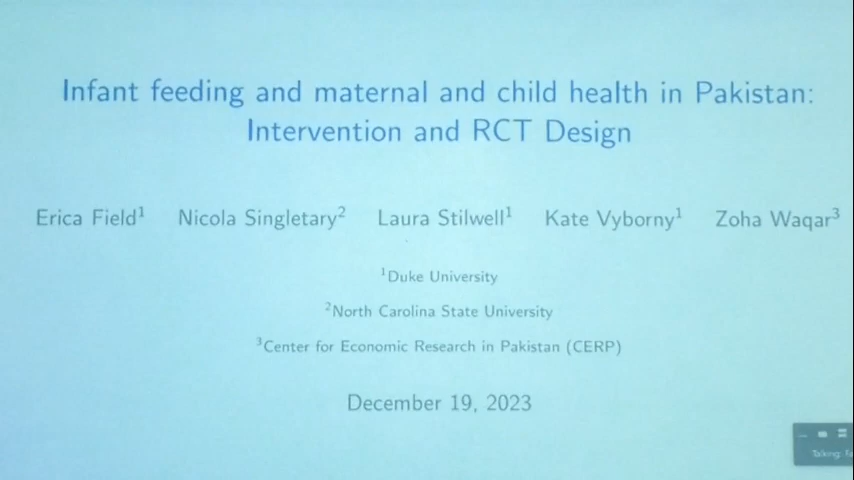 Infant feeding and maternal and child health in Pakistan:
Intervention and RCT Design
Erica Field¹ Nicola Singletary² Laura Stilwell¹ Kate Vyborny¹ Zoha Waqar³
¹Duke University
²North Carolina State University
³Center for Economic Research in Pakistan (CERP)
December 19, 2023
Talking: